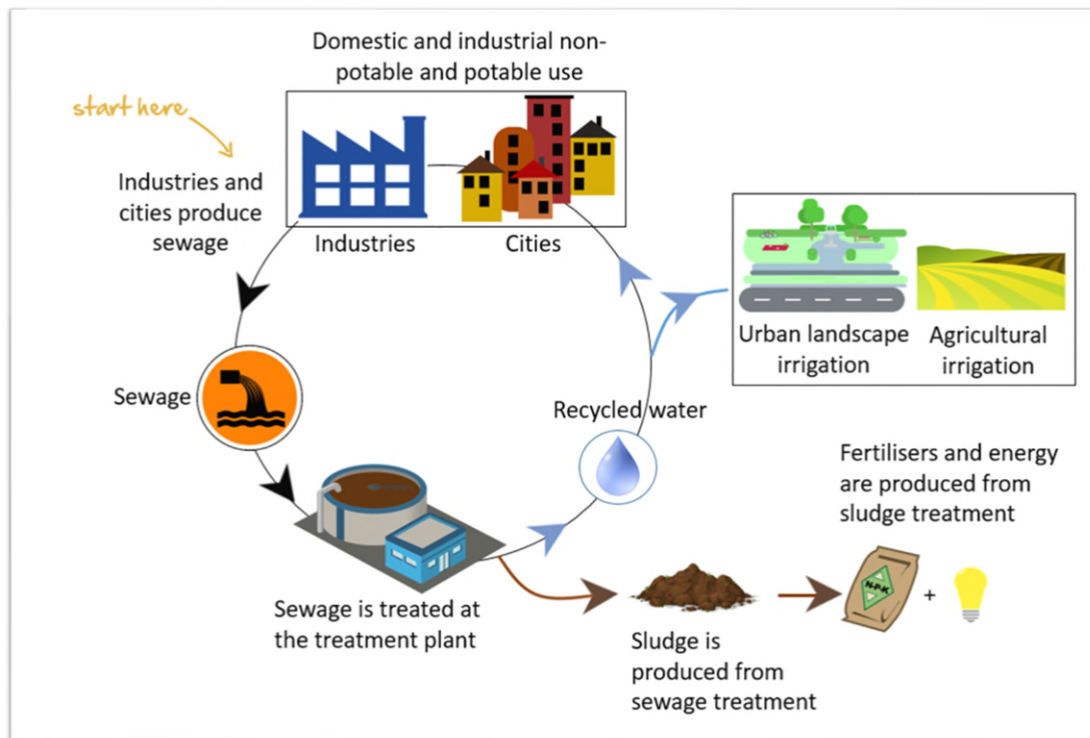 Domestic and industrial non-
potable and potable use
start here
Industries and
cities produce
sewage
Industries
Cities
Urban landscape
irrigation
Agricultural
irrigation
Sewage
Recycled water
Fertilisers and energy
are produced from
sludge treatment
N-P-K
+
Sewage is treated at
the treatment plant
Sludge is
produced from
sewage treatment